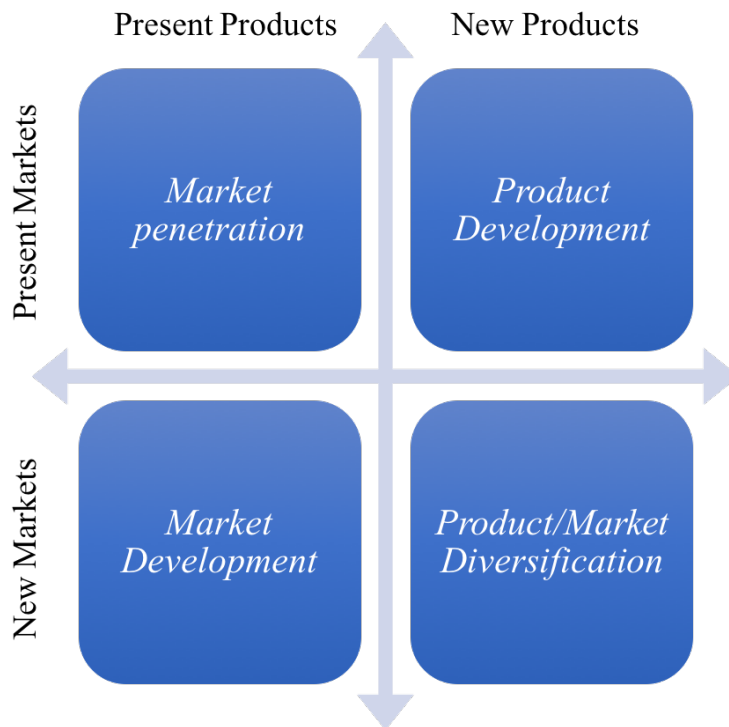 Present Products
New Products
Present Markets
Market
penetration
Product
Development
New Markets
Market
Development
Product/Market
Diversification